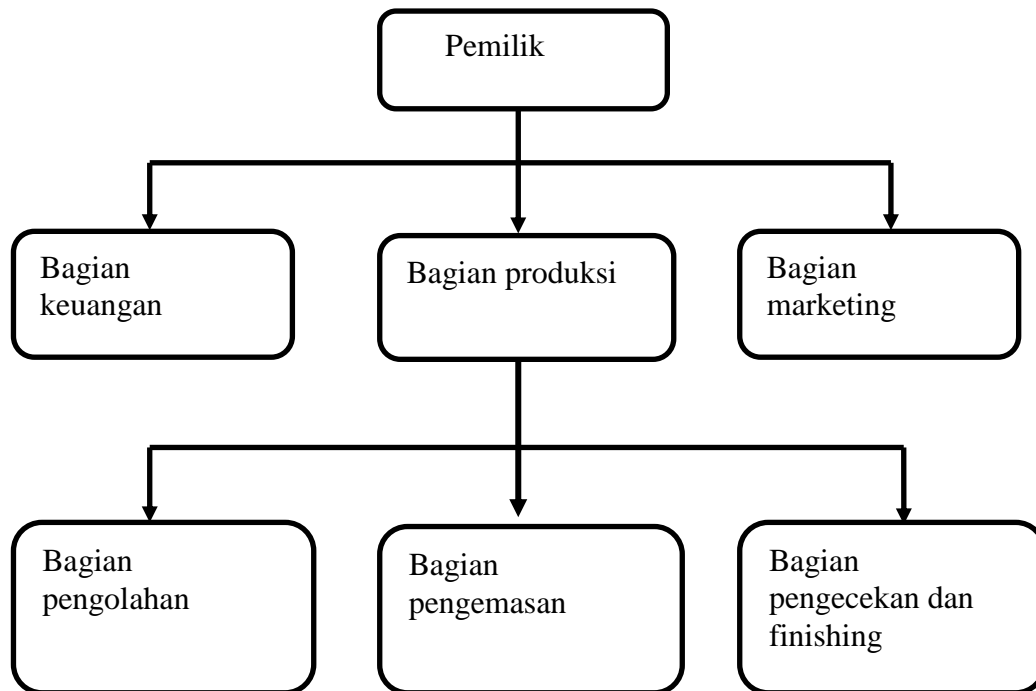 Pemilik
Bagian
keuangan
Bagian produksi
Bagian
marketing
Bagian
pengolahan
Bagian
pengemasan
Bagian
pengecekan dan
finishing